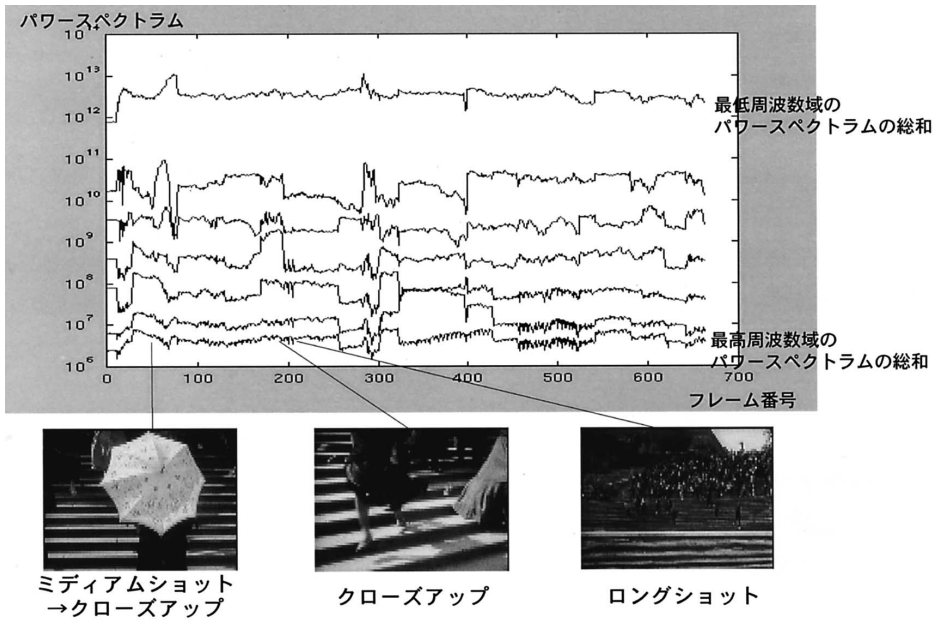 パワースペクトラム
10¹⁴
10¹³
10¹²
10¹¹
10¹⁰
10⁹
10⁸
10⁷
10⁶
0 100 200 300 400 500 600 700
最低周波数域の
パワースペクトラムの総和
最高周波数域の
パワースペクトラムの総和
フレーム番号
ミディアムショット
→クローズアップ
クローズアップ
ロングショット